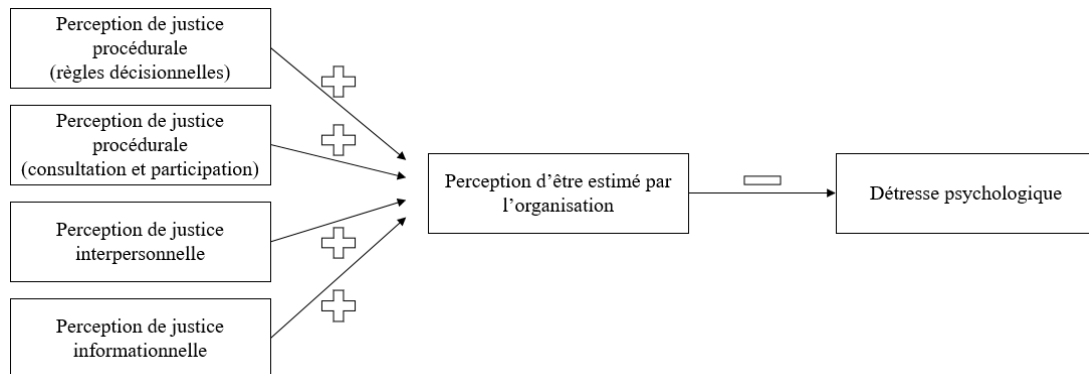 Perception de justice
procédurale
(règles décisionnelles)
Perception de justice
procédurale
(consultation et participation)
Perception de justice
interpersonnelle
Perception de justice
informationnelle
Perception d’être estimé par
l’organisation
Détresse psychologique